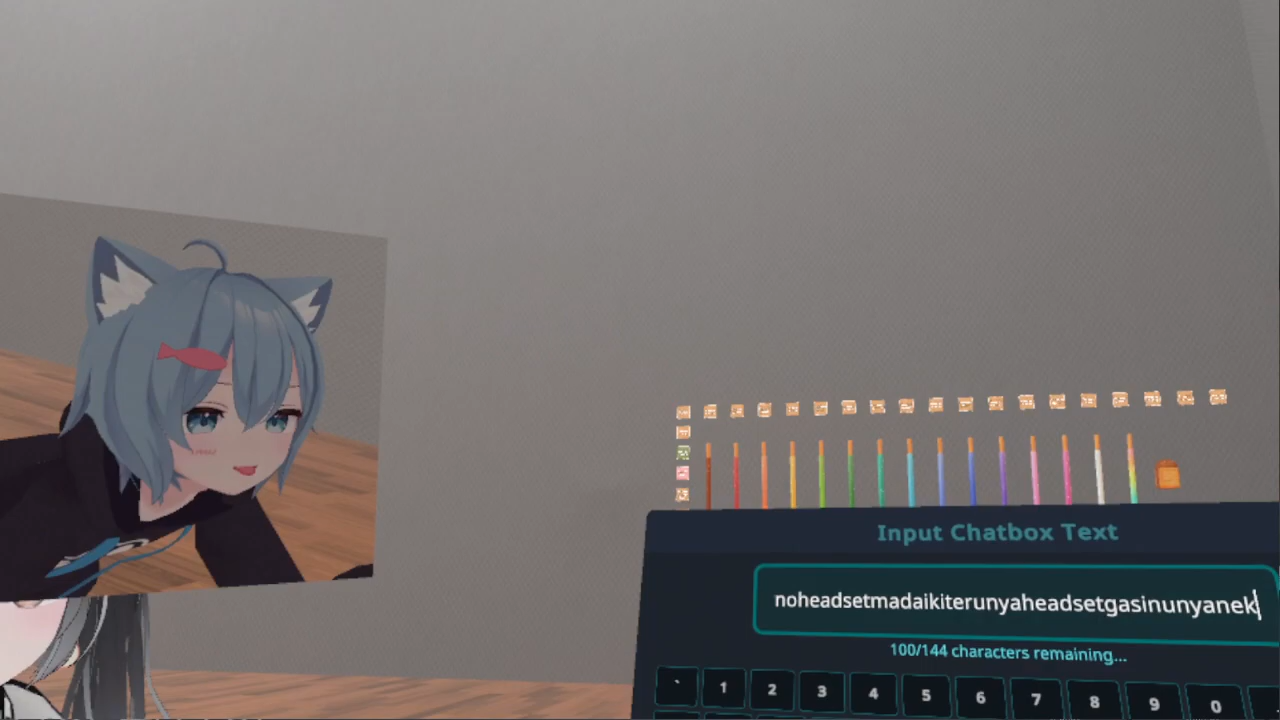 Input Chatbox Text
noheadsetmadaikiterunyaheadsetgasinunyanek
100/144 characters remaining...
` 1 2 3 4 5 6 7 8 9 0